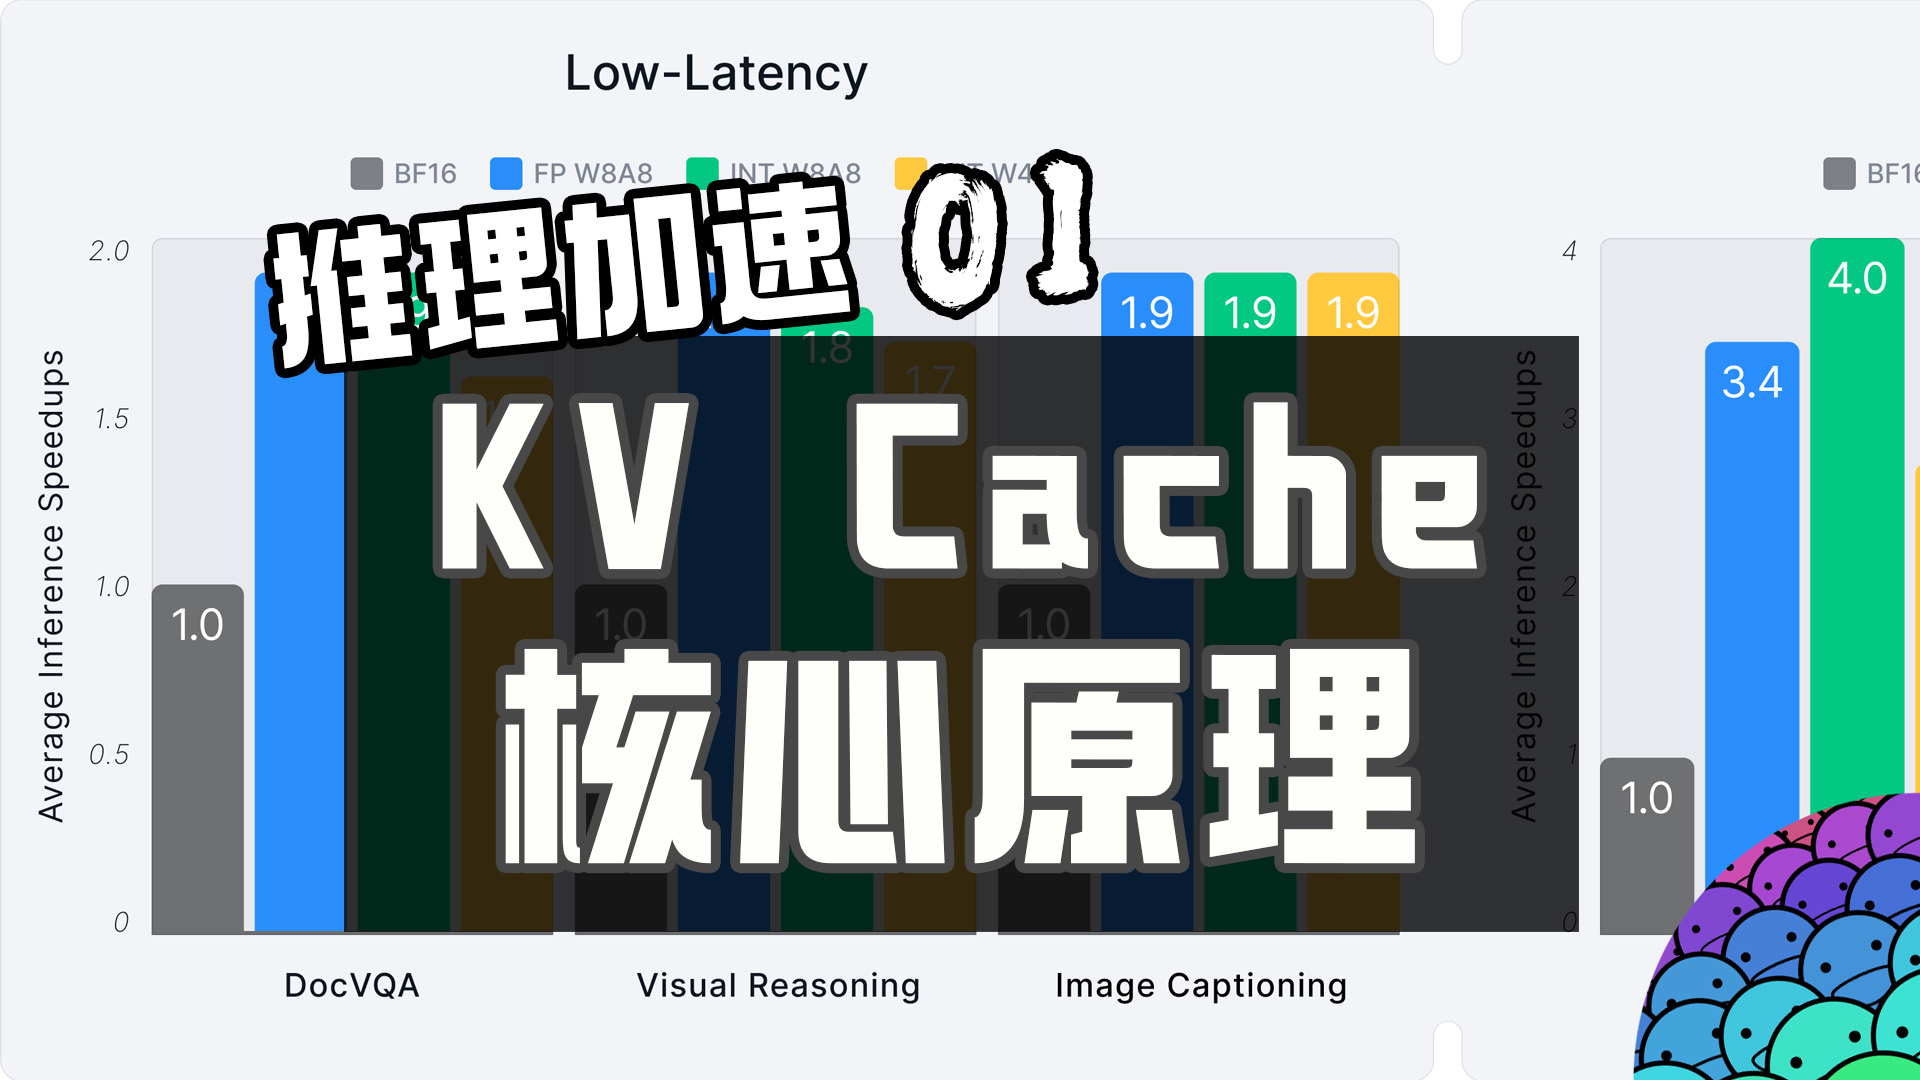 Low-Latency
BF16
FP W8A8
INT W8A8
W4
BF16
推理加速 01
KV Cache
核心原理
Average Inference Speedups
2.0
1.5
1.0
0.5
0
1.0
1.0
1.8
1.7
1.0
1.9
1.9
1.9
DocVQA
Visual Reasoning
Image Captioning
Average Inference Speedups
4
3
2
1
0
1.0
3.4
4.0